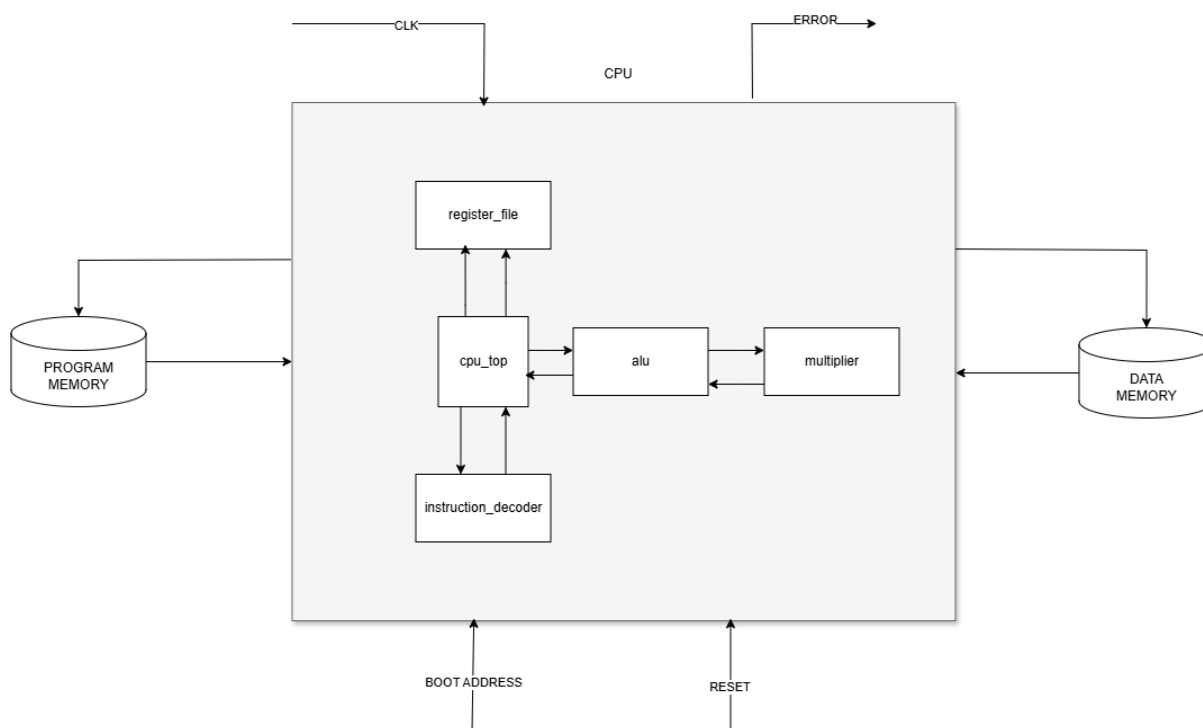 CLK
ERROR
CPU
register_file
cpu_top
alu
multiplier
PROGRAM
MEMORY
DATA
MEMORY
instruction_decoder
BOOT ADDRESS
RESET